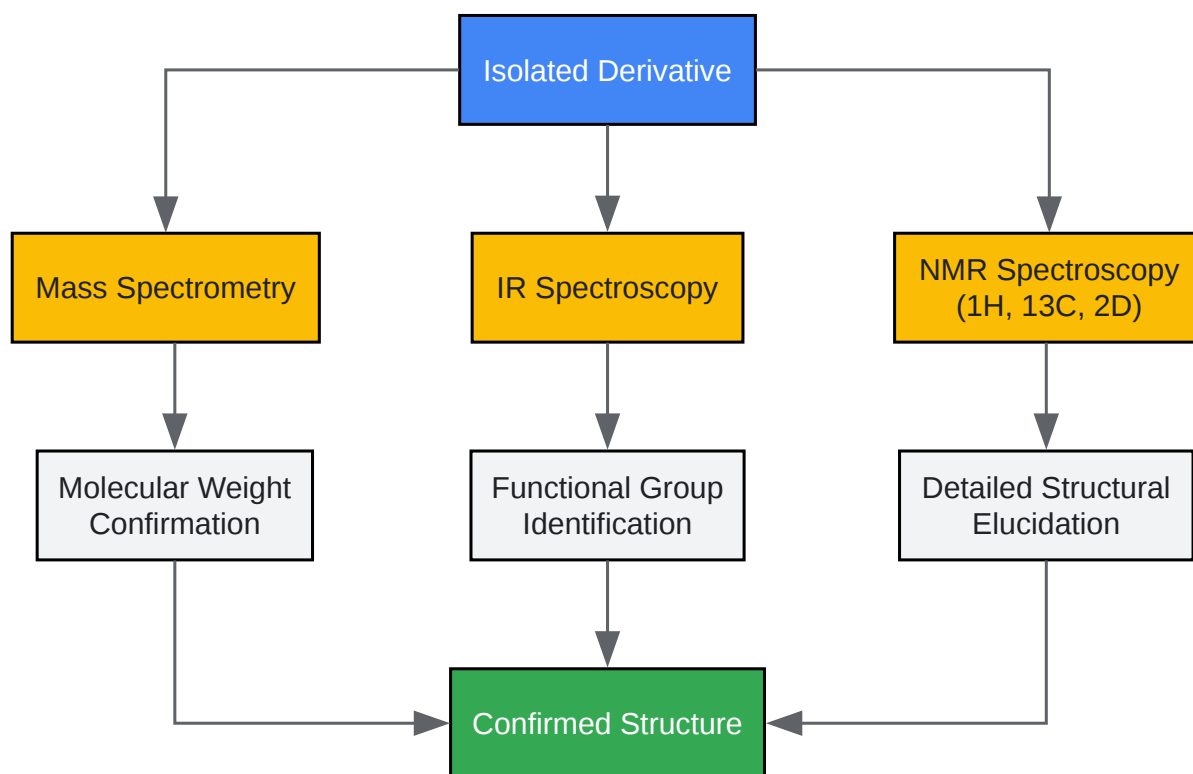 Isolated Derivative
Mass Spectrometry
IR Spectroscopy
NMR Spectroscopy
(1H, 13C, 2D)
Molecular Weight
Confirmation
Functional Group
Identification
Detailed Structural
Elucidation
Confirmed Structure